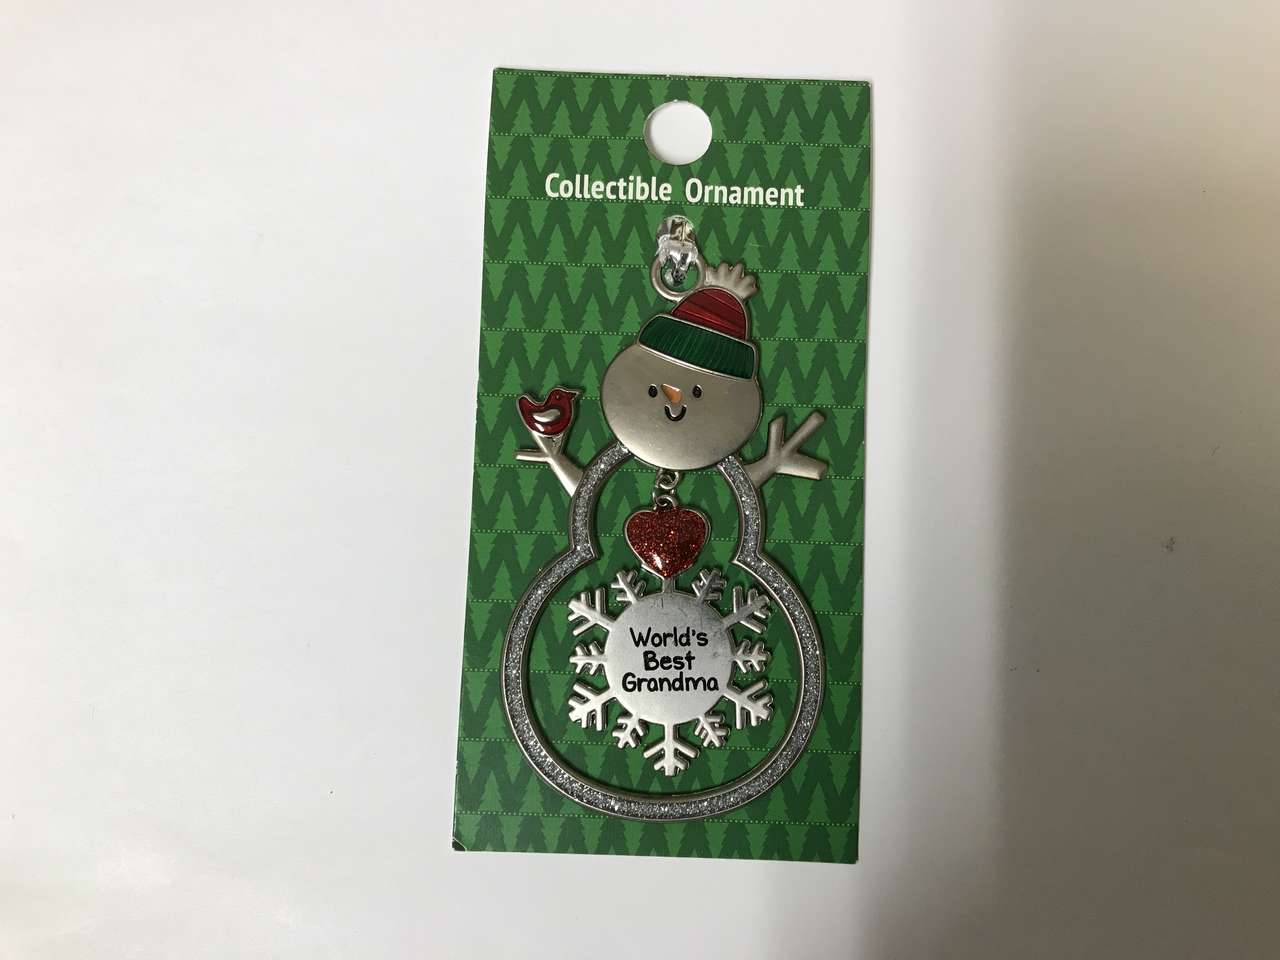 Collectible Ornament
World's
Best
Grandma